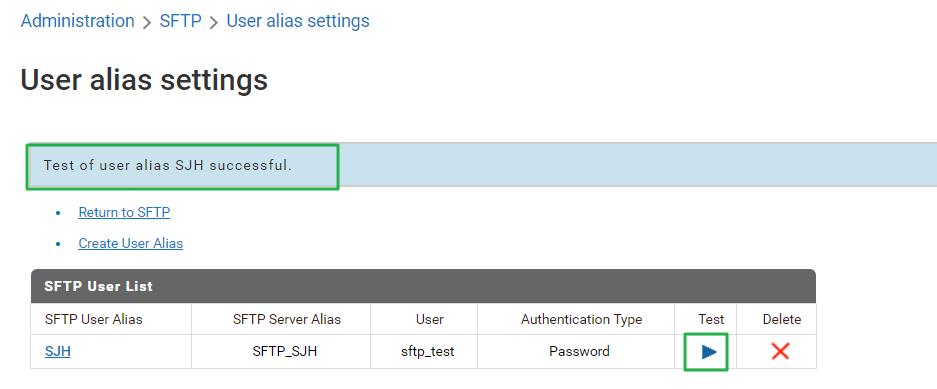 Administration > SFTP > User alias settings
User alias settings
Test of user alias SJH successful.
• Return to SFTP
• Create User Alias
SFTP User List
SFTP User Alias SFTP Server Alias User Authentication Type Test Delete
SJH SFTP_SJH sftp_test Password